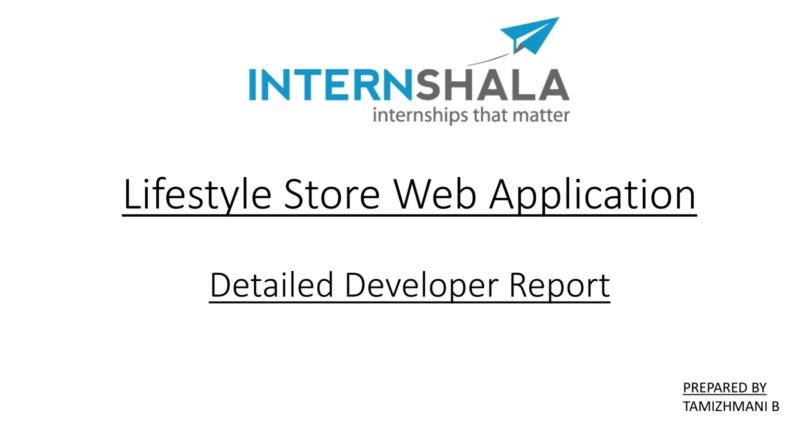 INTERNSHALA
internships that matter
Lifestyle Store Web Application
Detailed Developer Report
PREPARED BY
TAMIZHMANI B